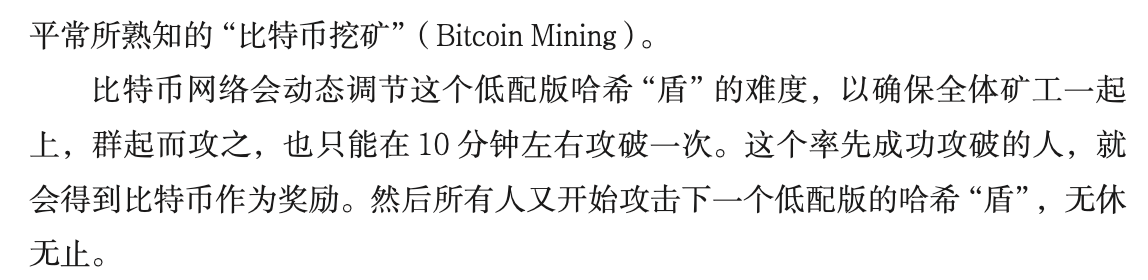 平常所熟知的“比特币挖矿”（Bitcoin Mining）。
比特币网络会动态调节这个低配版哈希“盾”的难度，以确保全体矿工一起
上，群起而攻之，也只能在 10 分钟左右攻破一次。这个率先成功攻破的人，就
会得到比特币作为奖励。然后所有人又开始攻击下一个低配版的哈希“盾”，无休
无止。